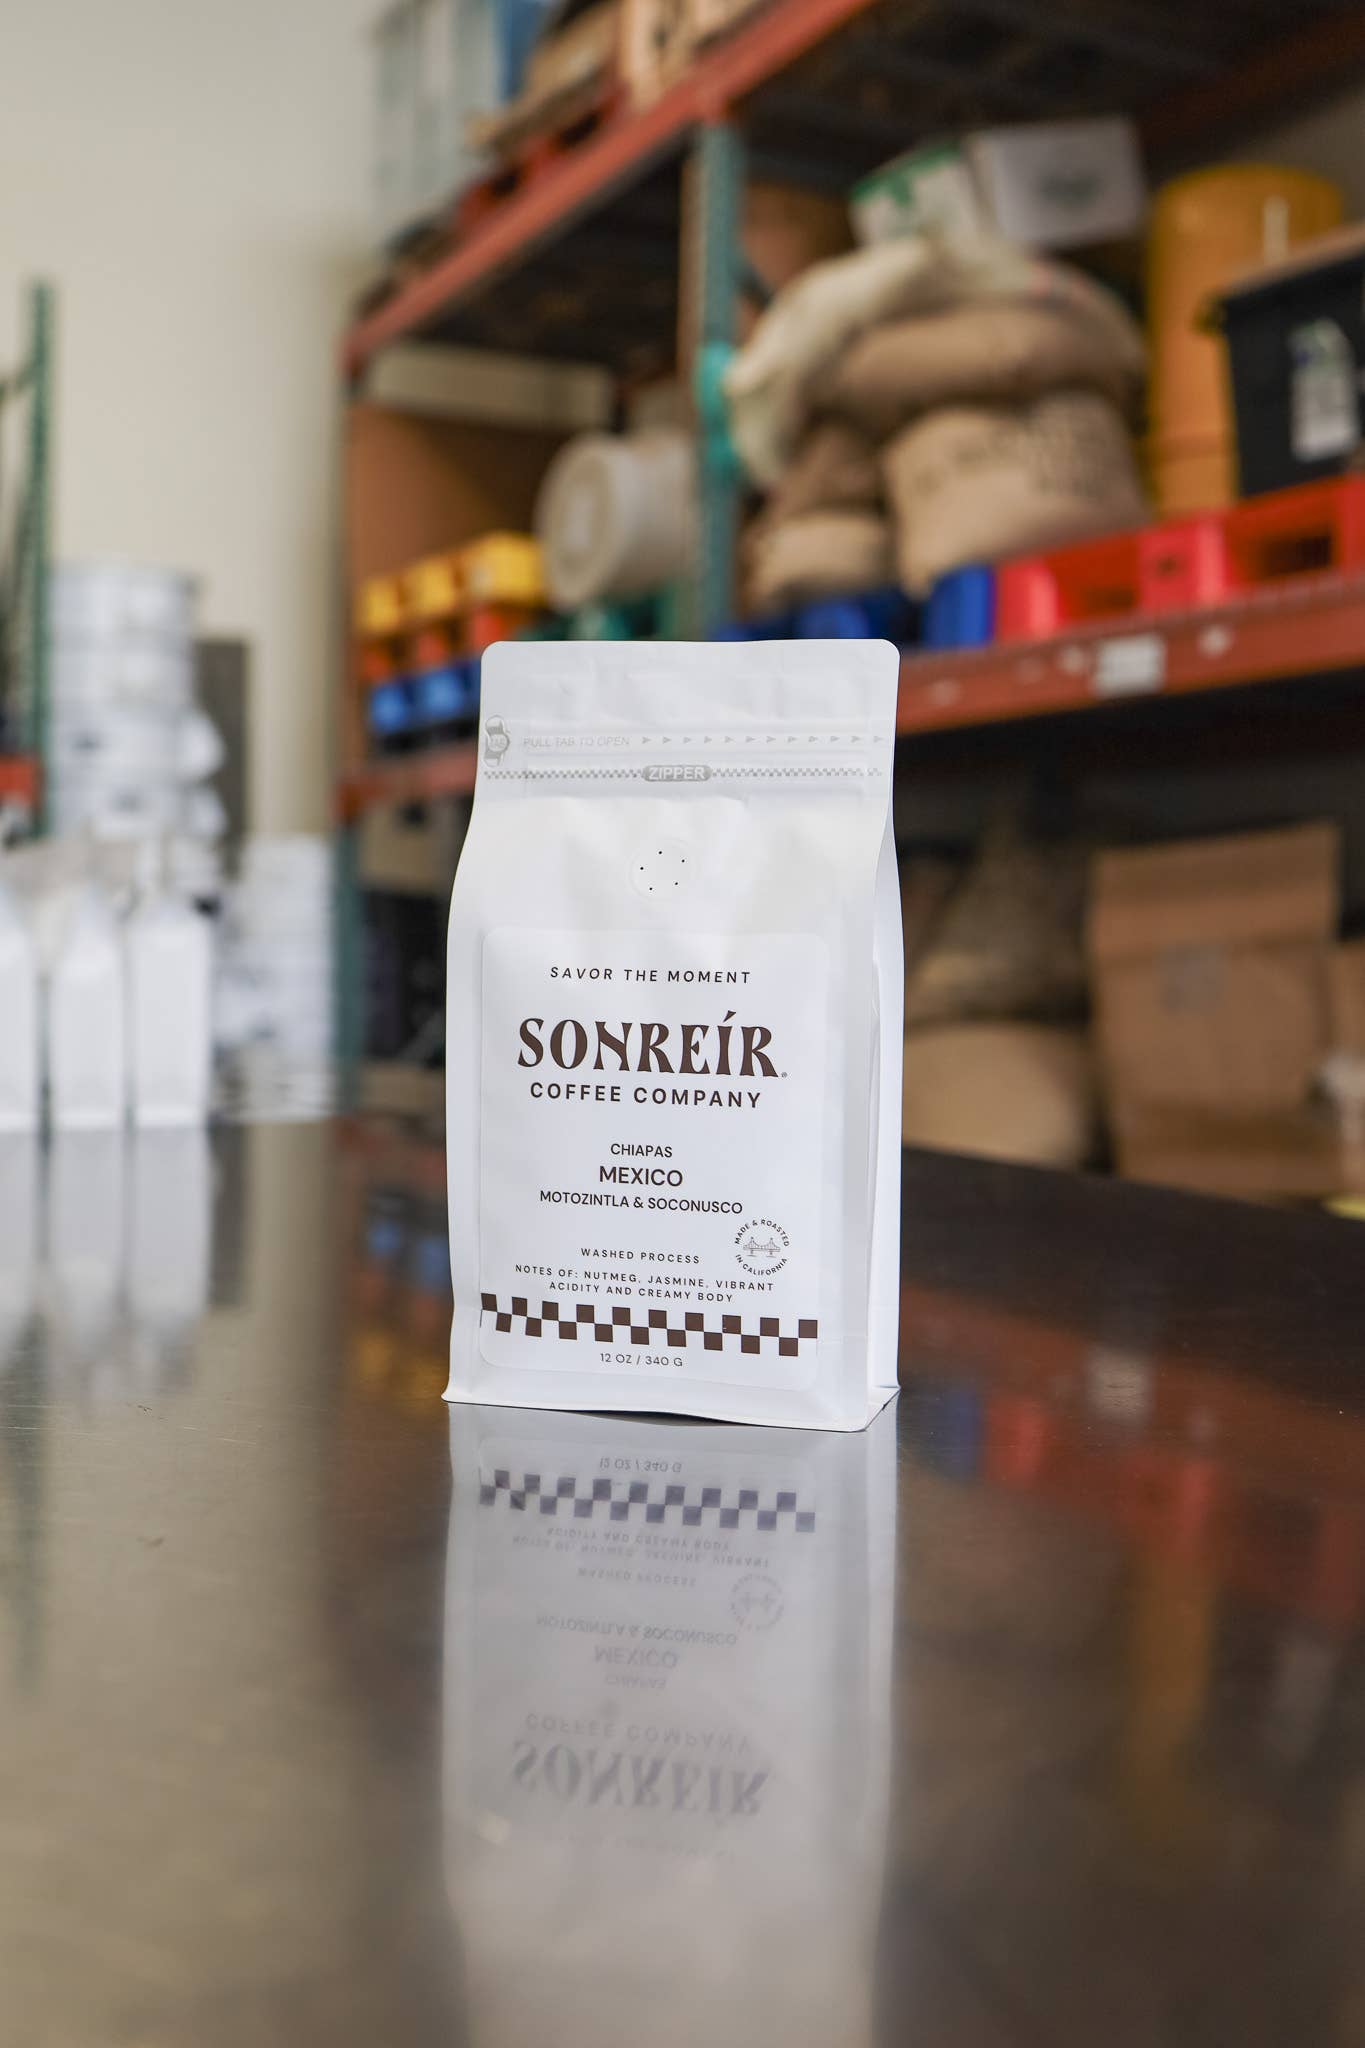 TAB
PULL TAB TO OPEN
ZIPPER
SAVOR THE MOMENT
SONREÍR®
COFFEE COMPANY
CHIAPAS
MEXICO
MOTOZINTLA & SOCONUSCO
MADE & ROASTED
IN CALIFORNIA
WASHED PROCESS
NOTES OF: NUTMEG, JASMINE, VIBRANT
ACIDITY AND CREAMY BODY
12 OZ / 340 G